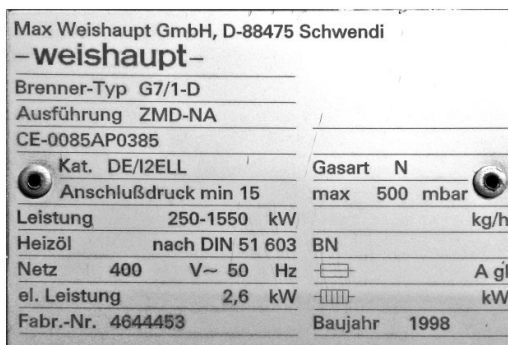 Max Weishaupt GmbH, D-88475 Schwendi
-weishaupt-
Brenner-Typ G7/1-D
Ausführung ZMD-NA
CE-0085AP0385
Kat. DE/I2ELL Gasart N
Anschlußdruck min 15 max 500 mbar
Leistung 250-1550 kW kg/h
Heizöl nach DIN 51 603 BN
Netz 400 V~ 50 Hz A gl
el. Leistung 2,6 kW kW
Fabr.-Nr. 4644453 Baujahr 1998